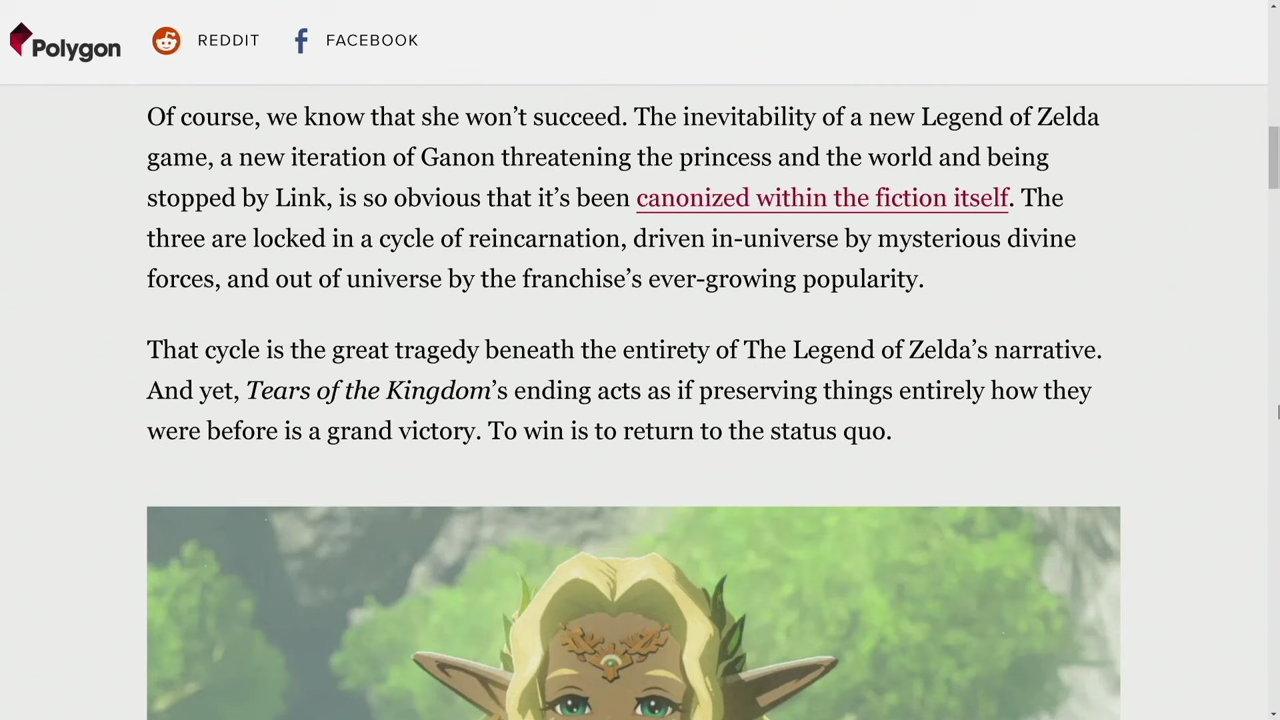 Polygon REDDIT FACEBOOK
Of course, we know that she won’t succeed. The inevitability of a new Legend of Zelda
game, a new iteration of Ganon threatening the princess and the world and being
stopped by Link, is so obvious that it’s been canonized within the fiction itself. The
three are locked in a cycle of reincarnation, driven in-universe by mysterious divine
forces, and out of universe by the franchise’s ever-growing popularity.
That cycle is the great tragedy beneath the entirety of The Legend of Zelda’s narrative.
And yet, Tears of the Kingdom’s ending acts as if preserving things entirely how they
were before is a grand victory. To win is to return to the status quo.